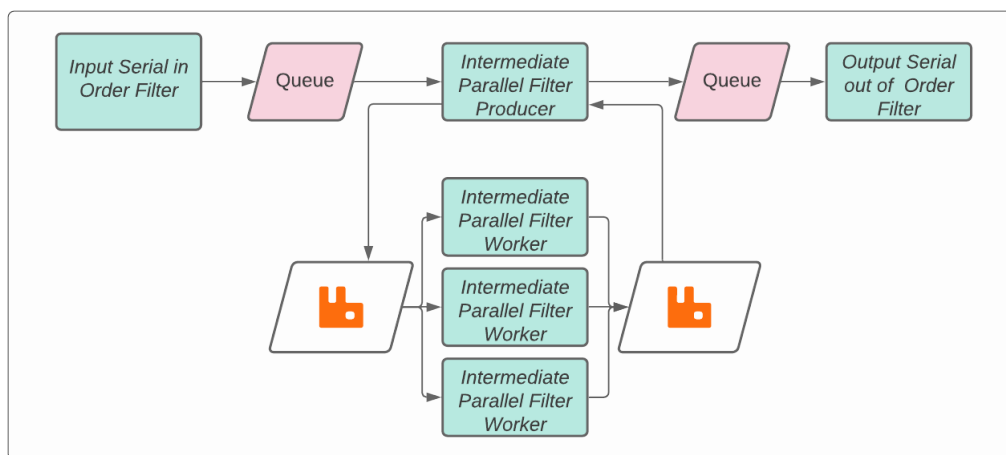 Input Serial in
Order Filter
Queue
Intermediate
Parallel Filter
Producer
Queue
Output Serial
out of  Order
Filter
Intermediate
Parallel Filter
Worker
Intermediate
Parallel Filter
Worker
Intermediate
Parallel Filter
Worker